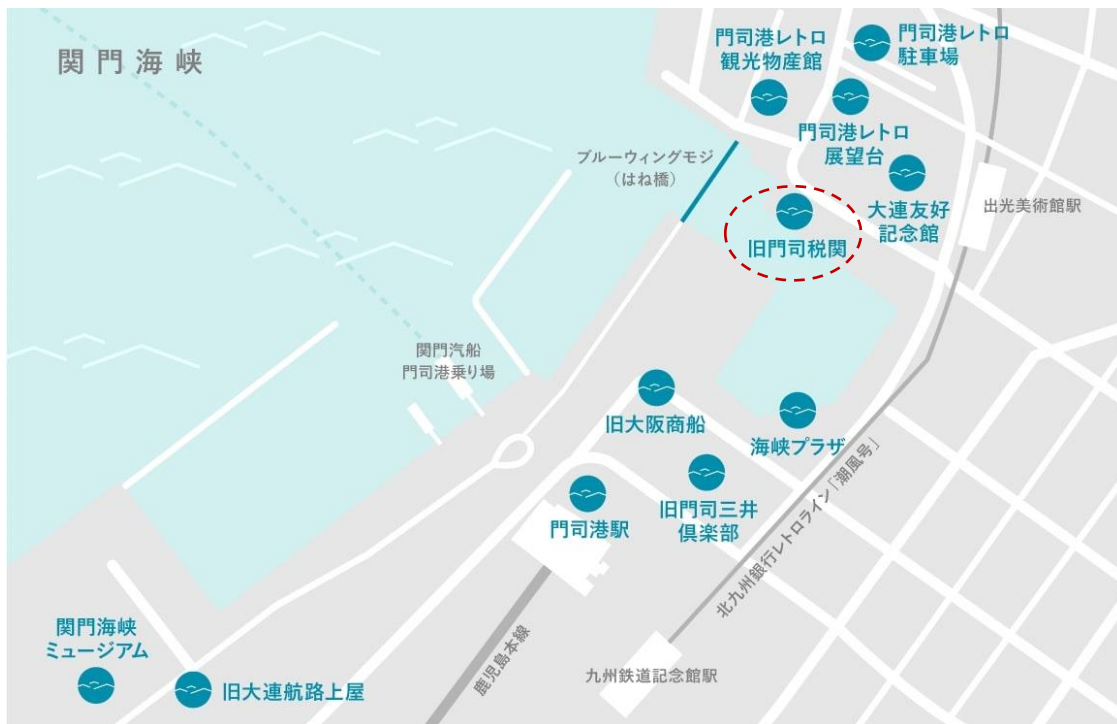 関門海峡
門司港レトロ
観光物産館
門司港レトロ
駐車場
門司港レトロ
展望台
ブルーウィングモジ
（はね橋）
大連友好
記念館
出光美術館駅
旧門司税関
関門汽船
門司港乗り場
旧大阪商船
海峡プラザ
北九州銀行レトロライン「潮風号」
旧門司三井
倶楽部
門司港駅
鹿児島本線
九州鉄道記念館駅
関門海峡
ミュージアム
旧大連航路上屋